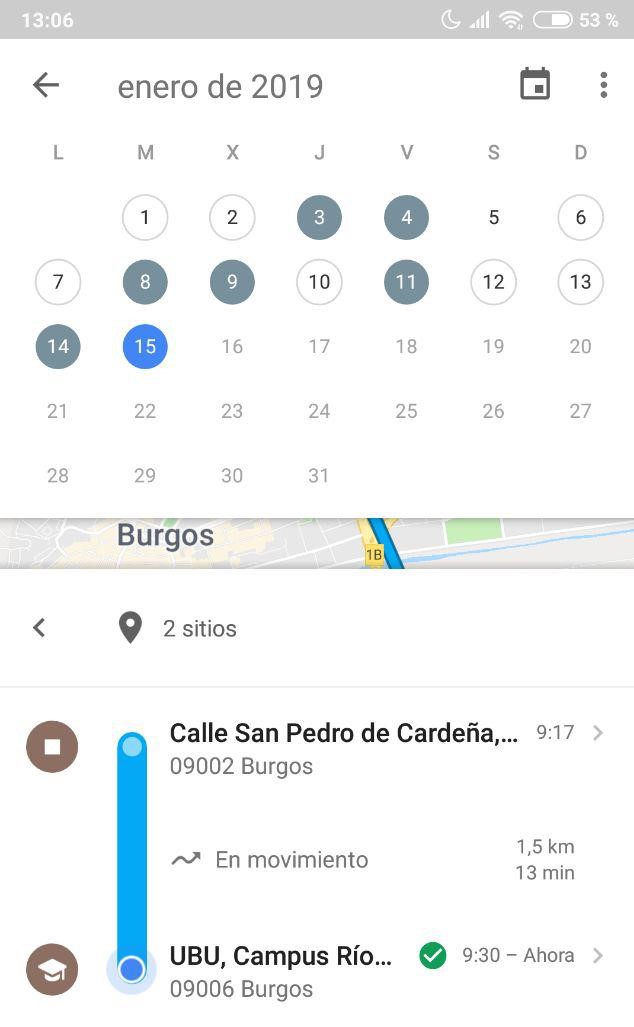 13:06 53 %
enero de 2019
L M X J V S D
1 2 3 4 5 6
7 8 9 10 11 12 13
14 15 16 17 18 19 20
21 22 23 24 25 26 27
28 29 30 31
Burgos
1B
2 sitios
Calle San Pedro de Cardeña,... 9:17
09002 Burgos
En movimiento 1,5 km
13 min
UBU, Campus Río... 9:30 – Ahora
09006 Burgos